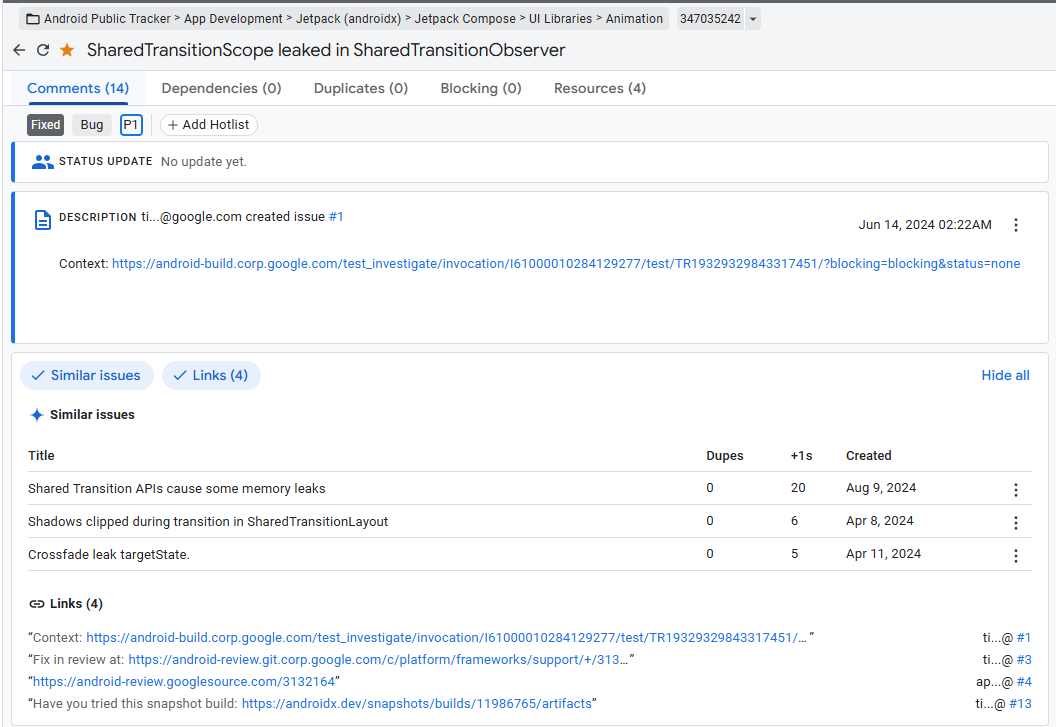 Android Public Tracker > App Development > Jetpack (androidx) > Jetpack Compose > UI Libraries > Animation 347035242
SharedTransitionScope leaked in SharedTransitionObserver
Comments (14) Dependencies (0) Duplicates (0) Blocking (0) Resources (4)
Fixed Bug P1 + Add Hotlist
STATUS UPDATE No update yet.
DESCRIPTION ti...@google.com created issue #1
Jun 14, 2024 02:22AM
Context: https://android-build.corp.google.com/test_investigate/invocation/I61000010284129277/test/TR19329329843317451/?blocking=blocking&status=none
Similar issues Links (4) Hide all
Similar issues
Title Dupes +1s Created
Shared Transition APIs cause some memory leaks 0 20 Aug 9, 2024
Shadows clipped during transition in SharedTransitionLayout 0 6 Apr 8, 2024
Crossfade leak targetState. 0 5 Apr 11, 2024
Links (4)
“Context: https://android-build.corp.google.com/test_investigate/invocation/I61000010284129277/test/TR19329329843317451/… ” ti...@ #1
“Fix in review at: https://android-review.git.corp.google.com/c/platform/frameworks/support/+/313…” ti...@ #3
“https://android-review.googlesource.com/3132164” ap...@ #4
“Have you tried this snapshot build: https://androidx.dev/snapshots/builds/11986765/artifacts” ti...@ #13